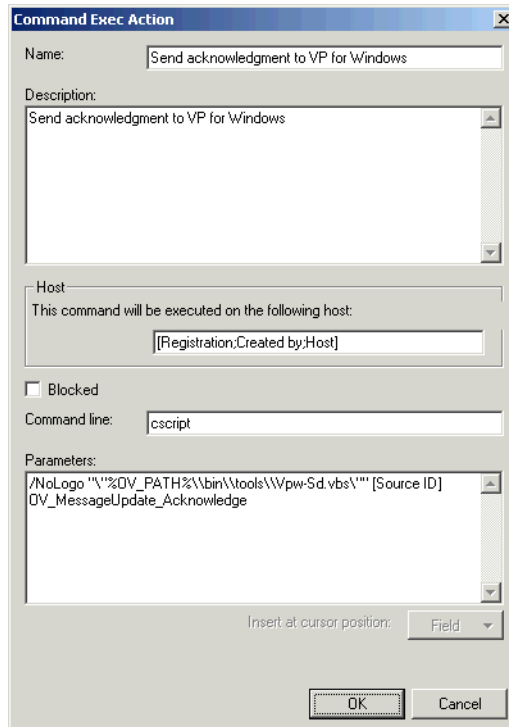 Command Exec Action
Name:
Send acknowledgment to VP for Windows
Description:
Send acknowledgment to VP for Windows
Host
This command will be executed on the following host:
[Registration;Created by;Host]
Blocked
Command line:
cscript
Parameters:
/NoLogo "\"%OV_PATH%\\bin\\tools\\Vpw-Sd.vbs\"" [Source ID]
OV_MessageUpdate_Acknowledge
Insert at cursor position:
Field
OK
Cancel